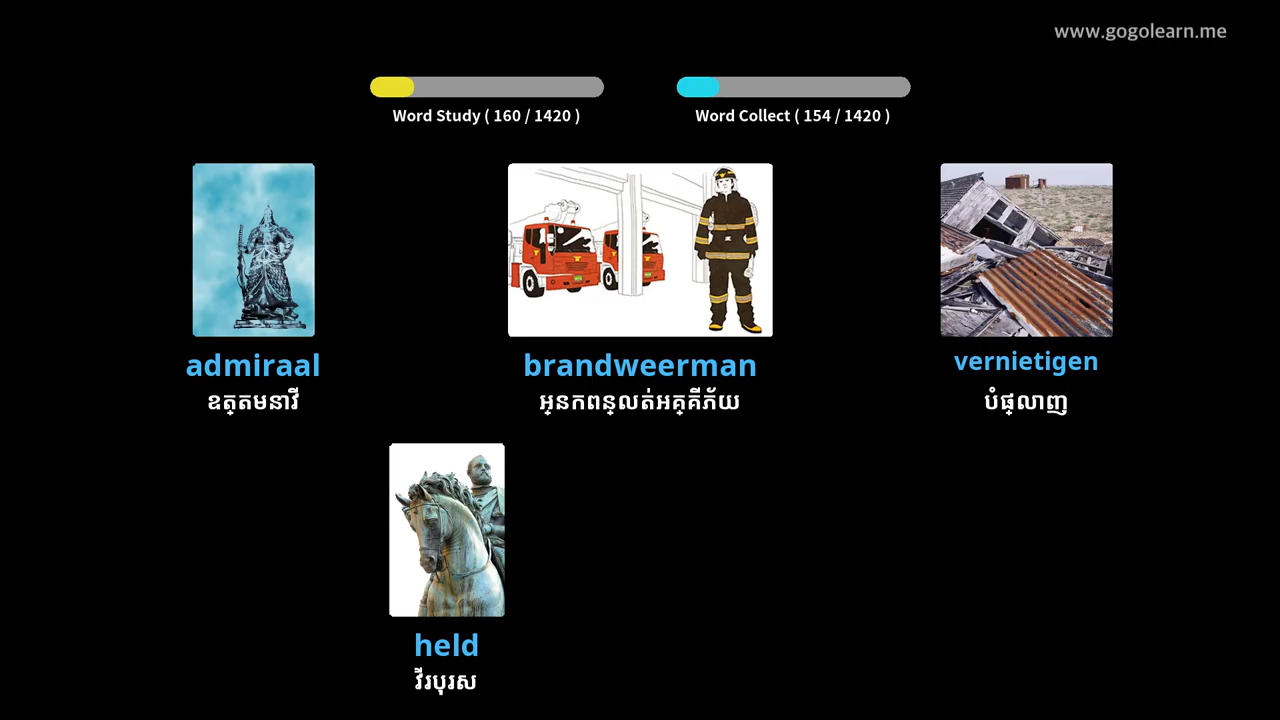 www.gogolearn.me
Word Study ( 160 / 1420 )
Word Collect ( 154 / 1420 )
admiraal
brandweerman
vernietigen
ឧត្តមនាវី
អ្នកពន្លត់អគ្គីភ័យ
បំផ្លាញ
held
វីរបុរស